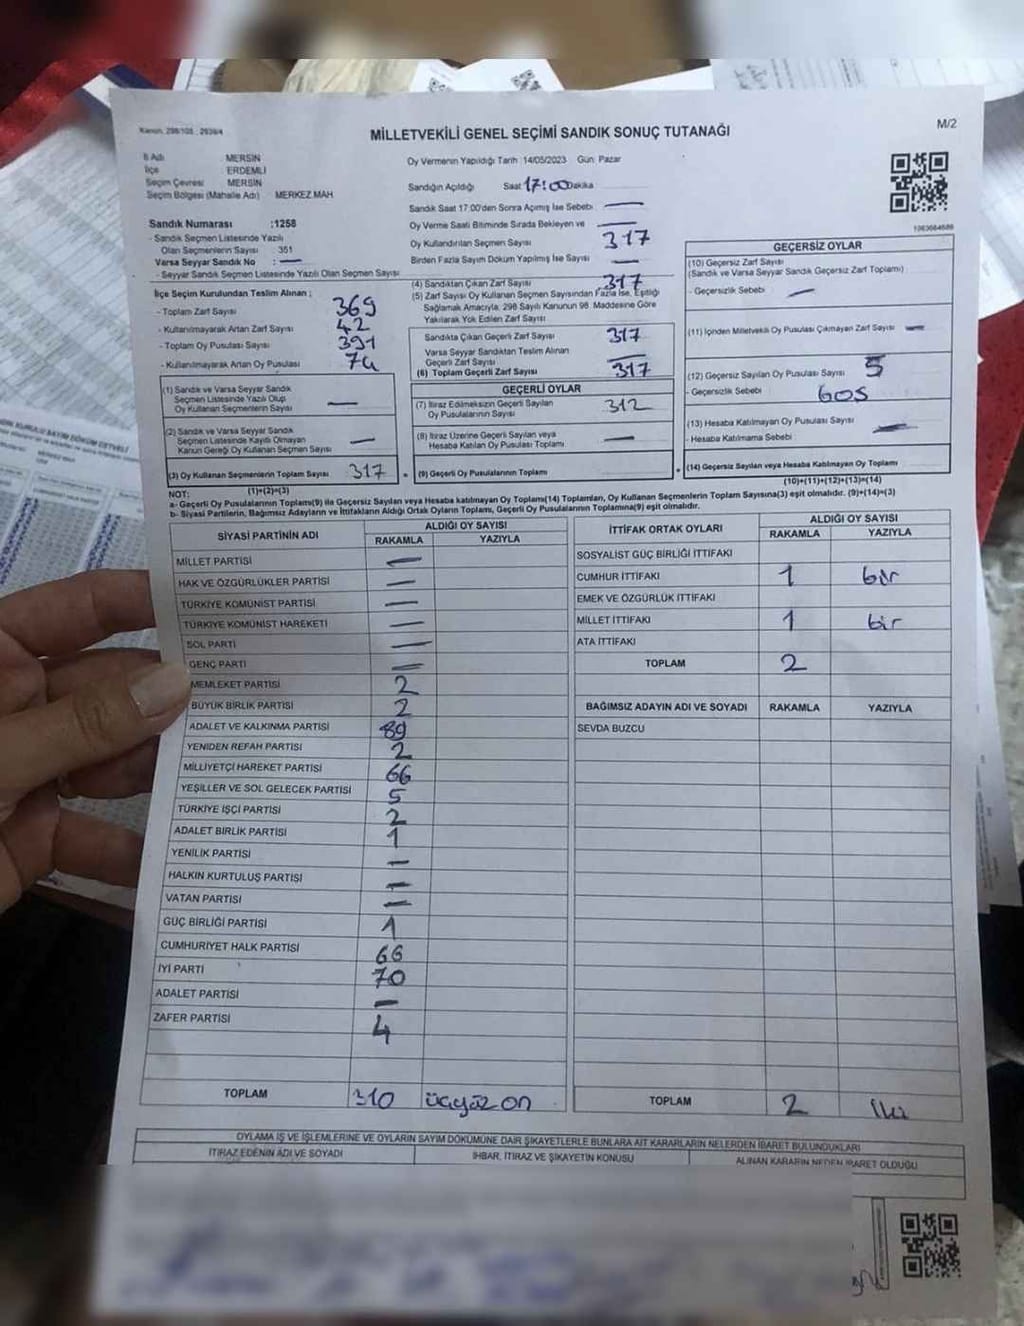 Kanun. 298/105 : 2839/4
M/2
MİLLETVEKİLİ GENEL SEÇİMİ SANDIK SONUÇ TUTANAĞI
İl Adı MERSİN
İlçe ERDEMLİ
Seçim Çevresi MERSİN
Seçim Bölgesi (Mahalle Adı) MERKEZ MAH
Oy Vermenin Yapıldığı Tarih :14/05/2023 Gün: Pazar
Sandığın Açıldığı Saat 17:00 Dakika
Sandık Saat 17:00'den Sonra Açımış İse Sebebi : —
Sandık Numarası :1258
- Sandık Seçmen Listesinde Yazılı
Olan Seçmenlerin Sayısı : 351
Varsa Seyyar Sandık No : —
- Seyyar Sandık Seçmen Listesinde Yazılı Olan Seçmen Sayısı:
Oy Verme Saati Bitiminde Sırada Bekleyen ve —
Oy Kullandırılan Seçmen Sayısı 317
Birden Fazla Sayım Döküm Yapılmış İse Sayısı —
İlçe Seçim Kurulundan Teslim Alınan ;
- Toplam Zarf Sayısı 369
- Kullanılmayarak Artan Zarf Sayısı 42
- Toplam Oy Pusulası Sayısı 391
- Kullanılmayarak Artan Oy Pusulası 74
(1) Sandık ve Varsa Seyyar Sandık
Seçmen Listesinde Yazılı Olup
Oy Kullanan Seçmenlerin Sayısı —
(2) Sandık ve Varsa Seyyar Sandık
Seçmen Listesinde Kayıtlı Olmayan
Kanun Gereği Oy Kullanan Seçmen Sayısı —
(3) Oy Kullanan Seçmenlerin Toplam Sayısı 317
(1)+(2)=(3)
(4) Sandıktan Çıkan Zarf Sayısı 317
(5) Zarf Sayısı Oy Kullanan Seçmen Sayısından Fazla İse, Eşitliği
Sağlamak Amacıyla, 298 Sayılı Kanunun 98. Maddesine Göre
Yakılarak Yok Edilen Zarf Sayısı
Sandıkta Çıkan Geçerli Zarf Sayısı 317
Varsa Seyyar Sandıktan Teslim Alınan
Geçerli Zarf Sayısı —
(6) Toplam Geçerli Zarf Sayısı 317
GEÇERLİ OYLAR
(7) İtiraz Edilmeksizin Geçerli Sayılan
Oy Pusulalarının Sayısı 312
(8) İtiraz Üzerine Geçerli Sayılan veya
Hesaba Katılan Oy Pusulası Toplamı —
(9) Geçerli Oy Pusulalarının Toplamı
1063664686
GEÇERSİZ OYLAR
(10) Geçersiz Zarf Sayısı
(Sandık ve Varsa Seyyar Sandık Geçersiz Zarf Toplamı)
- Geçersizlik Sebebi —
(11) İçinden Milletvekili Oy Pusulası Çıkmayan Zarf Sayısı —
(12) Geçersiz Sayılan Oy Pusulası Sayısı 5
- Geçersizlik Sebebi BOŞ
(13) Hesaba Katılmayan Oy Pusulası Sayısı
- Hesaba Katılmama Sebebi —
(14) Geçersiz Sayılan veya Hesaba Katılmayan Oy Toplamı
(10)+(11)+(12)+(13)=(14)
NOT:
a- Geçerli Oy Pusulalarının Toplamı(9) ile Geçersiz Sayılan veya Hesaba katılmayan Oy Toplamı(14) Toplamları, Oy Kullanan Seçmenlerin Toplam Sayısına(3) eşit olmalıdır. (9)+(14)=(3)
b- Siyasi Partilerin, Bağımsız Adayların ve İttifakların Aldığı Ortak Oyların Toplamı, Geçerli Oy Pusulalarının Toplamına(9) eşit olmalıdır.
SİYASİ PARTİNİN ADI ALDIĞI OY SAYISI
RAKAMLA YAZIYLA
MİLLET PARTİSİ —
HAK VE ÖZGÜRLÜKLER PARTİSİ —
TÜRKİYE KOMÜNİST PARTİSİ —
TÜRKİYE KOMÜNİST HAREKETİ —
SOL PARTİ —
GENÇ PARTİ —
MEMLEKET PARTİSİ 2
BÜYÜK BİRLİK PARTİSİ 2
ADALET VE KALKINMA PARTİSİ 89
YENİDEN REFAH PARTİSİ 2
MİLLİYETÇİ HAREKET PARTİSİ 66
YEŞİLLER VE SOL GELECEK PARTİSİ 5
TÜRKİYE İŞÇİ PARTİSİ 2
ADALET BİRLİK PARTİSİ 1
YENİLİK PARTİSİ —
HALKIN KURTULUŞ PARTİSİ —
VATAN PARTİSİ —
GÜÇ BİRLİĞİ PARTİSİ 1
CUMHURİYET HALK PARTİSİ 66
İYİ PARTİ 70
ADALET PARTİSİ —
ZAFER PARTİSİ 4
TOPLAM 310 üçyüz on
İTTİFAK ORTAK OYLARI ALDIĞI OY SAYISI
RAKAMLA YAZIYLA
SOSYALİST GÜÇ BİRLİĞİ İTTİFAKI
CUMHUR İTTİFAKI 1 bir
EMEK VE ÖZGÜRLÜK İTTİFAKI
MİLLET İTTİFAKI 1 bir
ATA İTTİFAKI
TOPLAM 2
BAĞIMSIZ ADAYIN ADI VE SOYADI RAKAMLA YAZIYLA
SEVDA BUZCU
TOPLAM 2 iki
OYLAMA İŞ VE İŞLEMLERİNE VE OYLARIN SAYIM DÖKÜMÜNE DAİR ŞİKAYETLERLE BUNLARA AİT KARARLARIN NELERDEN İBARET BULUNDUKLARI
İTİRAZ EDENİN ADI VE SOYADI İHBAR, İTİRAZ VE ŞİKAYETİN KONUSU ALINAN KARARIN NEDEN İBARET OLDUĞU